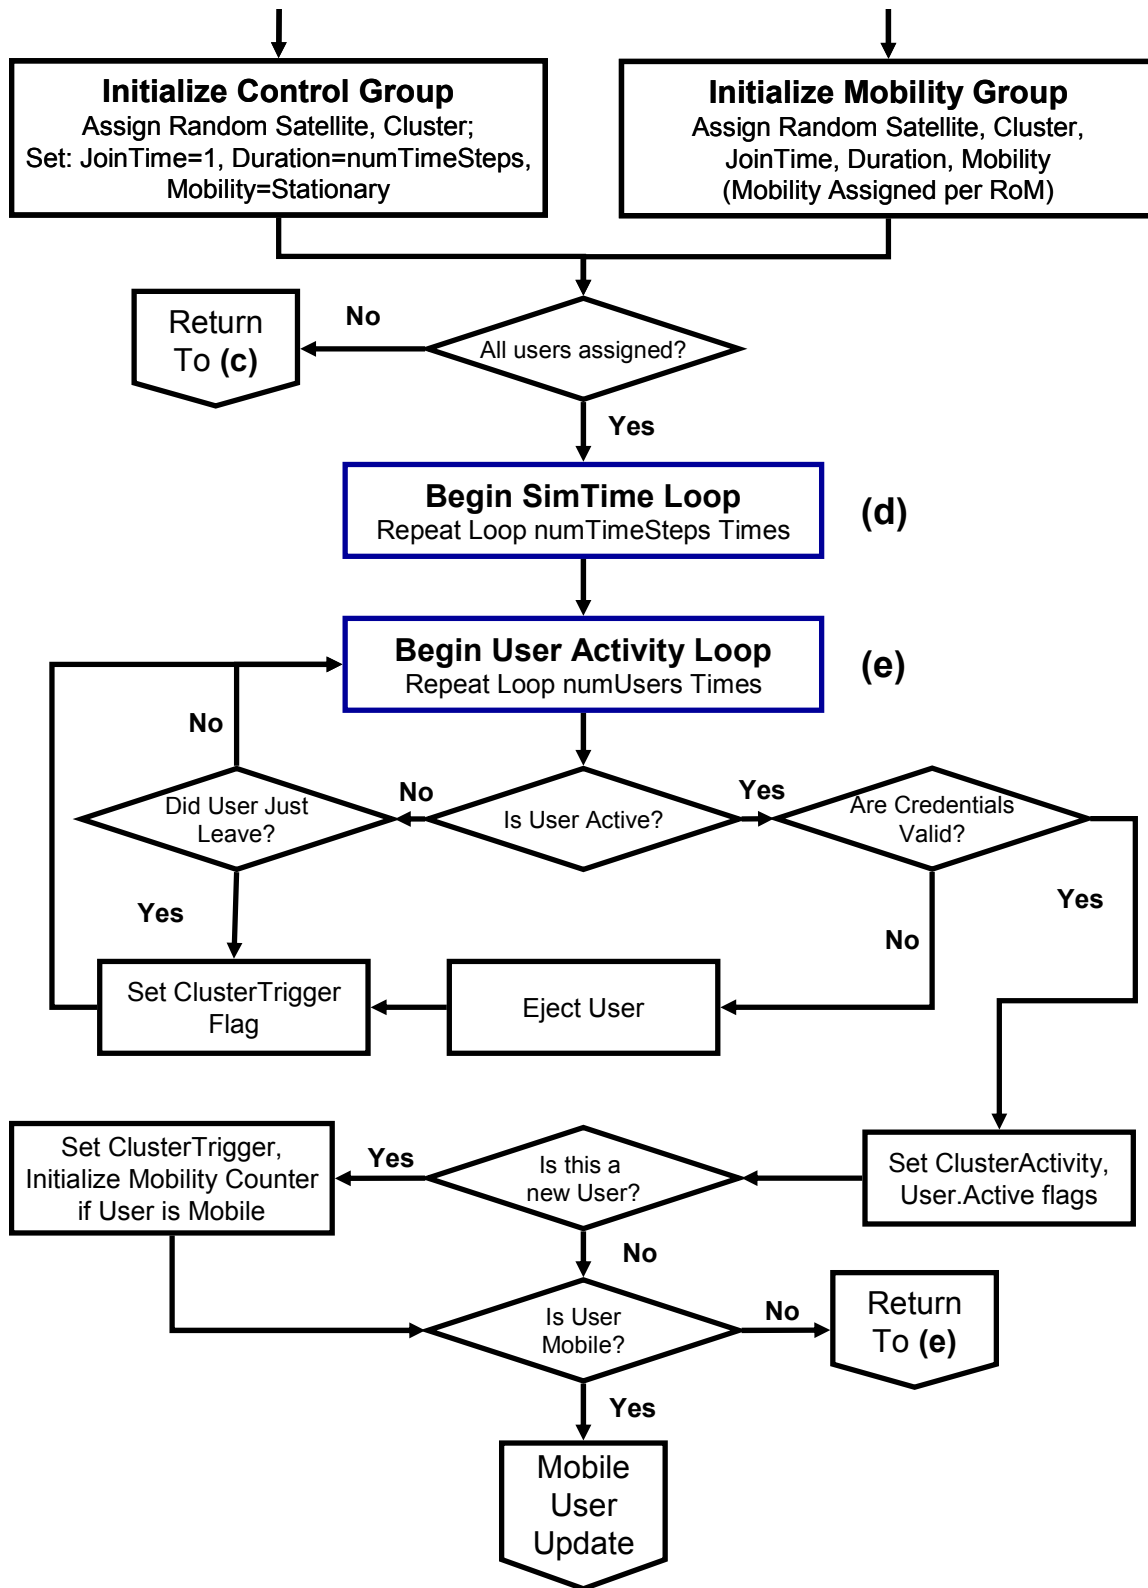 Initialize Control Group
Assign Random Satellite, Cluster;
Set: JoinTime=1, Duration=numTimeSteps,
Mobility=Stationary
Initialize Mobility Group
Assign Random Satellite, Cluster,
JoinTime, Duration, Mobility
(Mobility Assigned per RoM)
Return
To (c)
No
All users assigned?
Yes
Begin SimTime Loop
Repeat Loop numTimeSteps Times
(d)
Begin User Activity Loop
Repeat Loop numUsers Times
(e)
No
Did User Just
Leave?
No
Is User Active?
Yes
Are Credentials
Valid?
Yes
Yes
No
Set ClusterTrigger
Flag
Eject User
Set ClusterTrigger,
Initialize Mobility Counter
if User is Mobile
Yes
Is this a
new User?
Set ClusterActivity,
User.Active flags
No
Is User
Mobile?
No
Return
To (e)
Yes
Mobile
User
Update